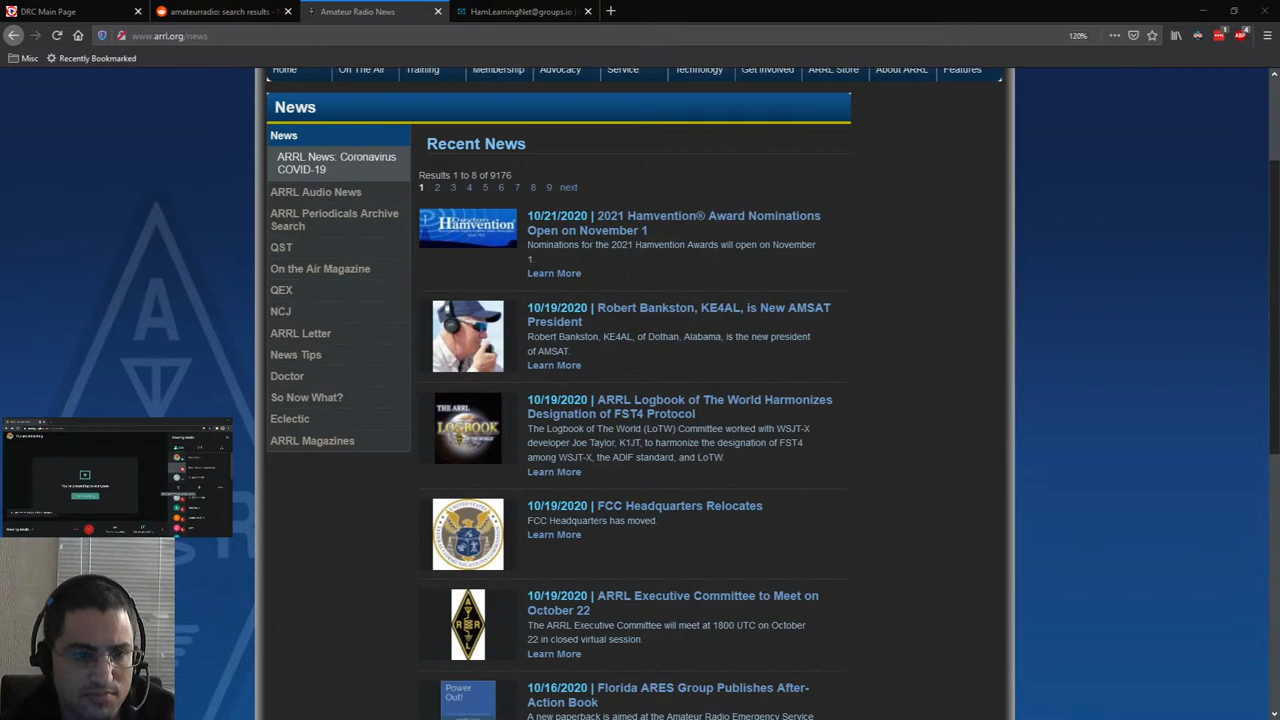 DRC Main Page
amateurradio: search results -
Amateur Radio News
HamLearningNet@groups.io |
www.arrl.org/news
120%
Misc
Recently Bookmarked
Home
On The Air
Training
Membership
Advocacy
Service
Technology
Get Involved
ARRL Store
About ARRL
Features
News
News
ARRL News: Coronavirus
COVID-19
ARRL Audio News
ARRL Periodicals Archive
Search
QST
On the Air Magazine
QEX
NCJ
ARRL Letter
News Tips
Doctor
So Now What?
Eclectic
ARRL Magazines
Recent News
Results 1 to 8 of 9176
1 2 3 4 5 6 7 8 9 next
Hamvention
10/21/2020 | 2021 Hamvention® Award Nominations
Open on November 1
Nominations for the 2021 Hamvention Awards will open on November
1.
Learn More
10/19/2020 | Robert Bankston, KE4AL, is New AMSAT
President
Robert Bankston, KE4AL, of Dothan, Alabama, is the new president
of AMSAT.
Learn More
THE ARRL
LOGBOOK
OF THE WORLD
10/19/2020 | ARRL Logbook of The World Harmonizes
Designation of FST4 Protocol
The Logbook of The World (LoTW) Committee worked with WSJT-X
developer Joe Taylor, K1JT, to harmonize the designation of FST4
among WSJT-X, the ADIF standard, and LoTW.
Learn More
10/19/2020 | FCC Headquarters Relocates
FCC Headquarters has moved.
Learn More
10/19/2020 | ARRL Executive Committee to Meet on
October 22
The ARRL Executive Committee will meet at 1800 UTC on October
22 in closed virtual session.
Learn More
Power
Out!
10/16/2020 | Florida ARES Group Publishes After-
Action Book
A new paperback is aimed at the Amateur Radio Emergency Service